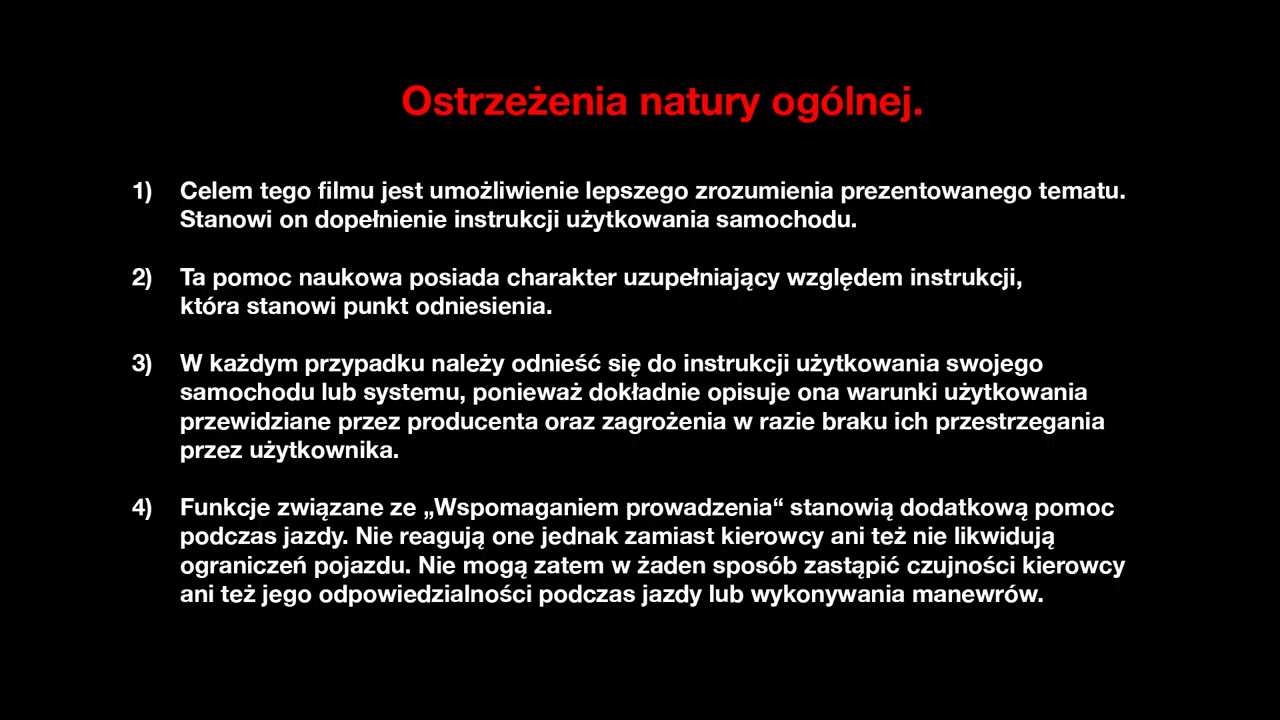 Ostrzeżenia natury ogólnej.
1) Celem tego filmu jest umożliwienie lepszego zrozumienia prezentowanego tematu.
Stanowi on dopełnienie instrukcji użytkowania samochodu.
2) Ta pomoc naukowa posiada charakter uzupełniający względem instrukcji,
która stanowi punkt odniesienia.
3) W każdym przypadku należy odnieść się do instrukcji użytkowania swojego
samochodu lub systemu, ponieważ dokładnie opisuje ona warunki użytkowania
przewidziane przez producenta oraz zagrożenia w razie braku ich przestrzegania
przez użytkownika.
4) Funkcje związane ze „Wspomaganiem prowadzenia“ stanowią dodatkową pomoc
podczas jazdy. Nie reagują one jednak zamiast kierowcy ani też nie likwidują
ograniczeń pojazdu. Nie mogą zatem w żaden sposób zastąpić czujności kierowcy
ani też jego odpowiedzialności podczas jazdy lub wykonywania manewrów.